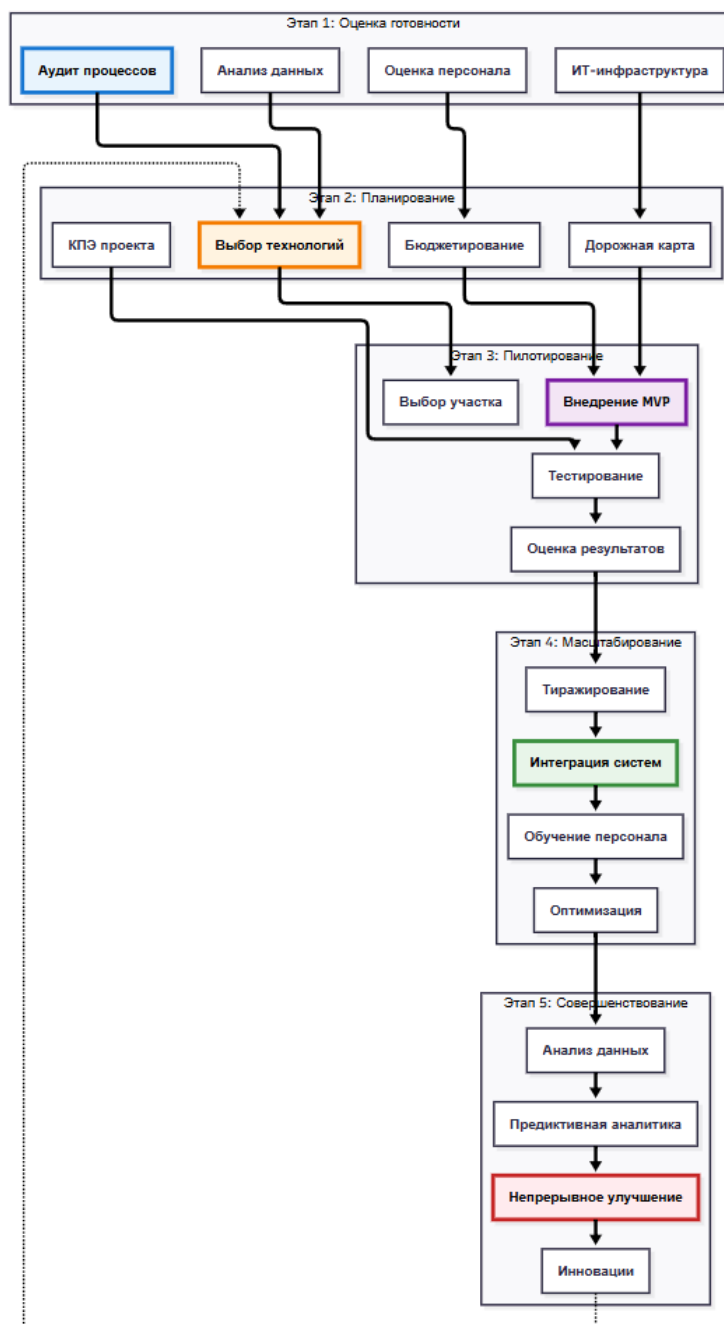 Этап 1: Оценка готовности
Аудит процессов
Анализ данных
Оценка персонала
ИТ-инфраструктура
Этап 2: Планирование
КПЭ проекта
Выбор технологий
Бюджетирование
Дорожная карта
Этап 3: Пилотирование
Выбор участка
Внедрение MVP
Тестирование
Оценка результатов
Этап 4: Масштабирование
Тиражирование
Интеграция систем
Обучение персонала
Оптимизация
Этап 5: Совершенствование
Анализ данных
Предиктивная аналитика
Непрерывное улучшение
Инновации